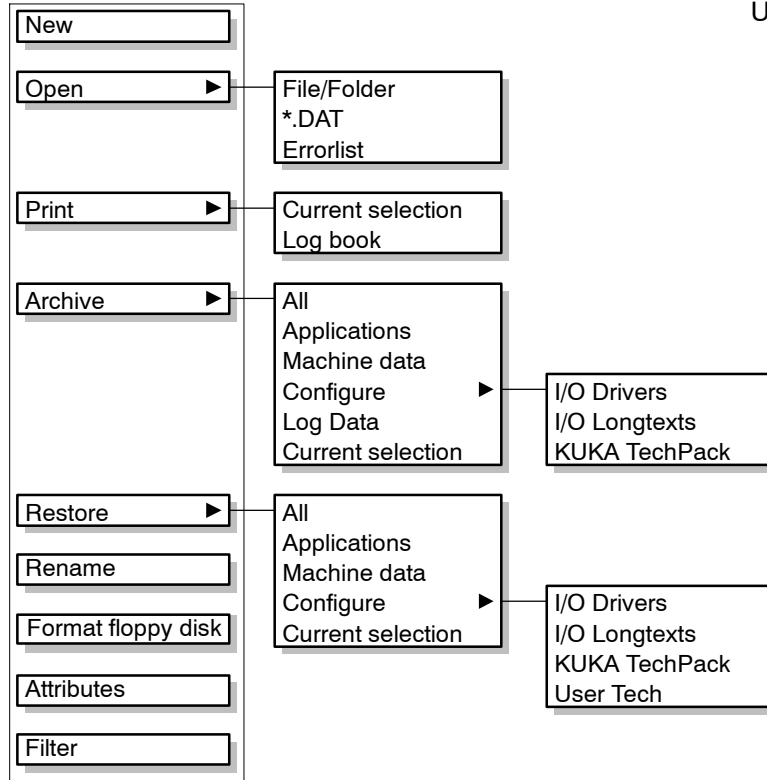 U
New
Open
File/Folder
*.DAT
Errorlist
Print
Current selection
Log book
Archive
All
Applications
Machine data
Configure
Log Data
Current selection
I/O Drivers
I/O Longtexts
KUKA TechPack
Restore
All
Applications
Machine data
Configure
Current selection
I/O Drivers
I/O Longtexts
KUKA TechPack
User Tech
Rename
Format floppy disk
Attributes
Filter